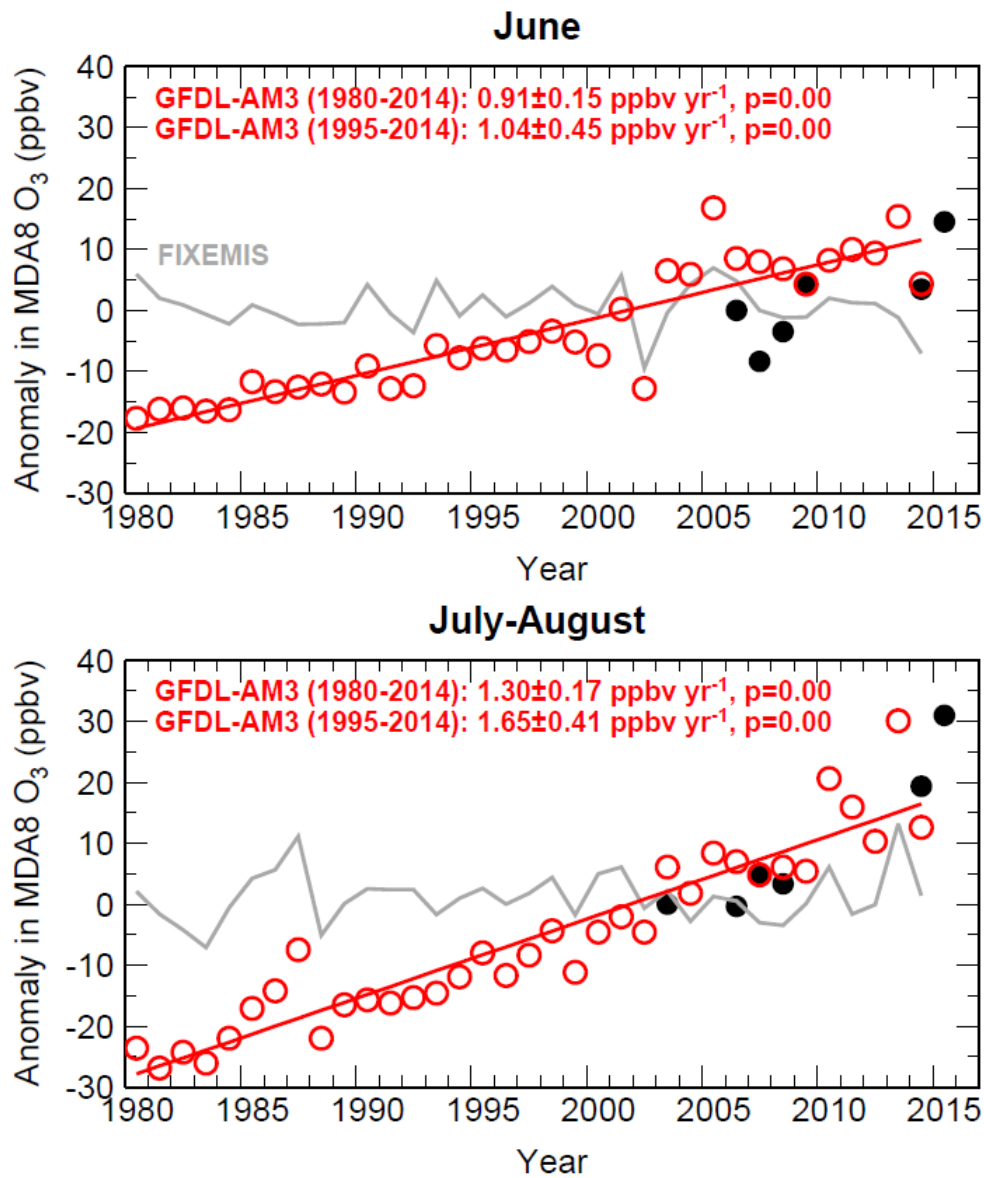 June
40
GFDL-AM3 (1980-2014): 0.91±0.15 ppbv yr⁻¹, p=0.00
GFDL-AM3 (1995-2014): 1.04±0.45 ppbv yr⁻¹, p=0.00
30
20
FIXEMIS
10
0
-10
-20
-30
Anomaly in MDA8 O₃ (ppbv)
1980 1985 1990 1995 2000 2005 2010 2015
Year
July-August
40
GFDL-AM3 (1980-2014): 1.30±0.17 ppbv yr⁻¹, p=0.00
GFDL-AM3 (1995-2014): 1.65±0.41 ppbv yr⁻¹, p=0.00
30
20
10
0
-10
-20
-30
Anomaly in MDA8 O₃ (ppbv)
1980 1985 1990 1995 2000 2005 2010 2015
Year